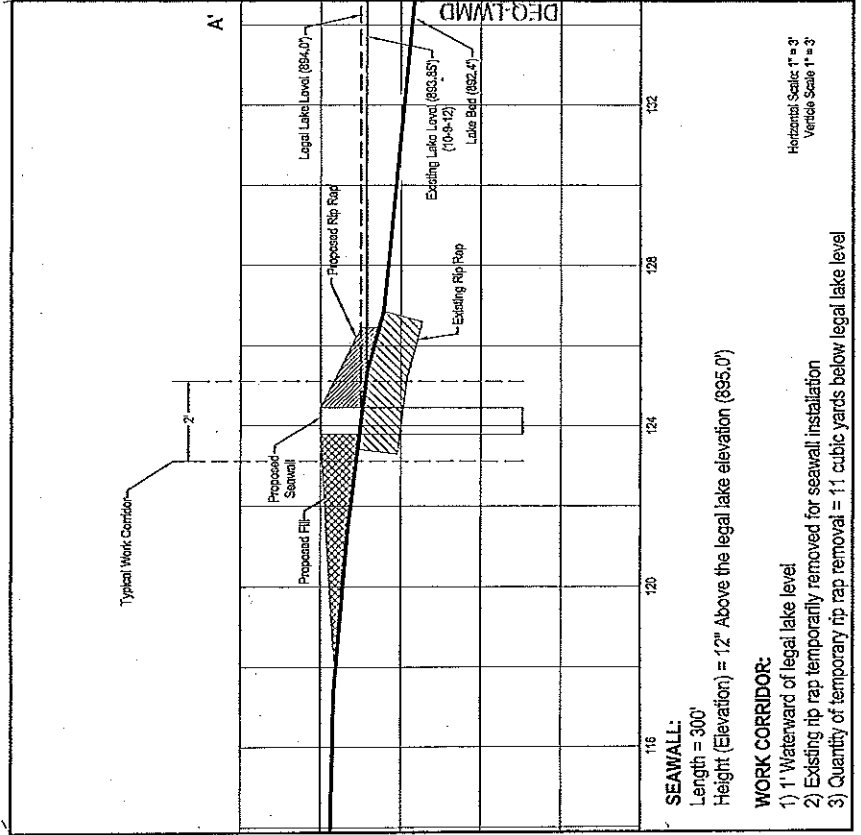 A'
Typical Work Corridor
2'
Proposed
Seawall
Proposed Fill
Proposed Rip Rap
Legal Lake Level (894.0')
Existing Lake Level (893.85')
(10-9-12)
Lake Bed (892.4')
Existing Rip Rap
DEQ-LWMD
116
120
124
128
132
SEAWALL:
Length = 300'
Height (Elevation) = 12" Above the legal lake elevation (895.0')
WORK CORRIDOR:
1) 1' Waterward of legal lake level
2) Existing rip rap temporarily removed for seawall installation
3) Quantity of temporary rip rap removal = 11 cubic yards below legal lake level
Horizontal Scale: 1" = 3'
Verticle Scale 1" = 3'